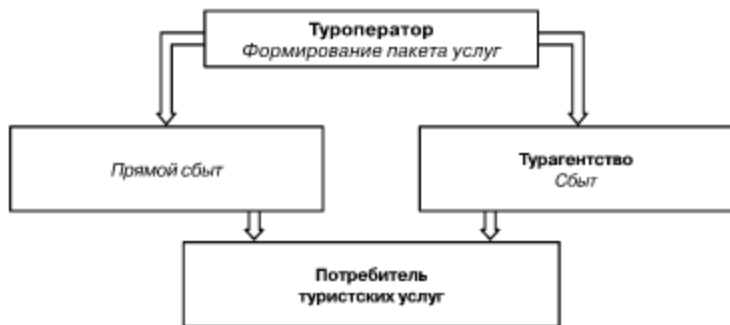 Туроператор
Формирование пакета услуг
Прямой сбыт
Турагентство
Сбыт
Потребитель
туристских услуг